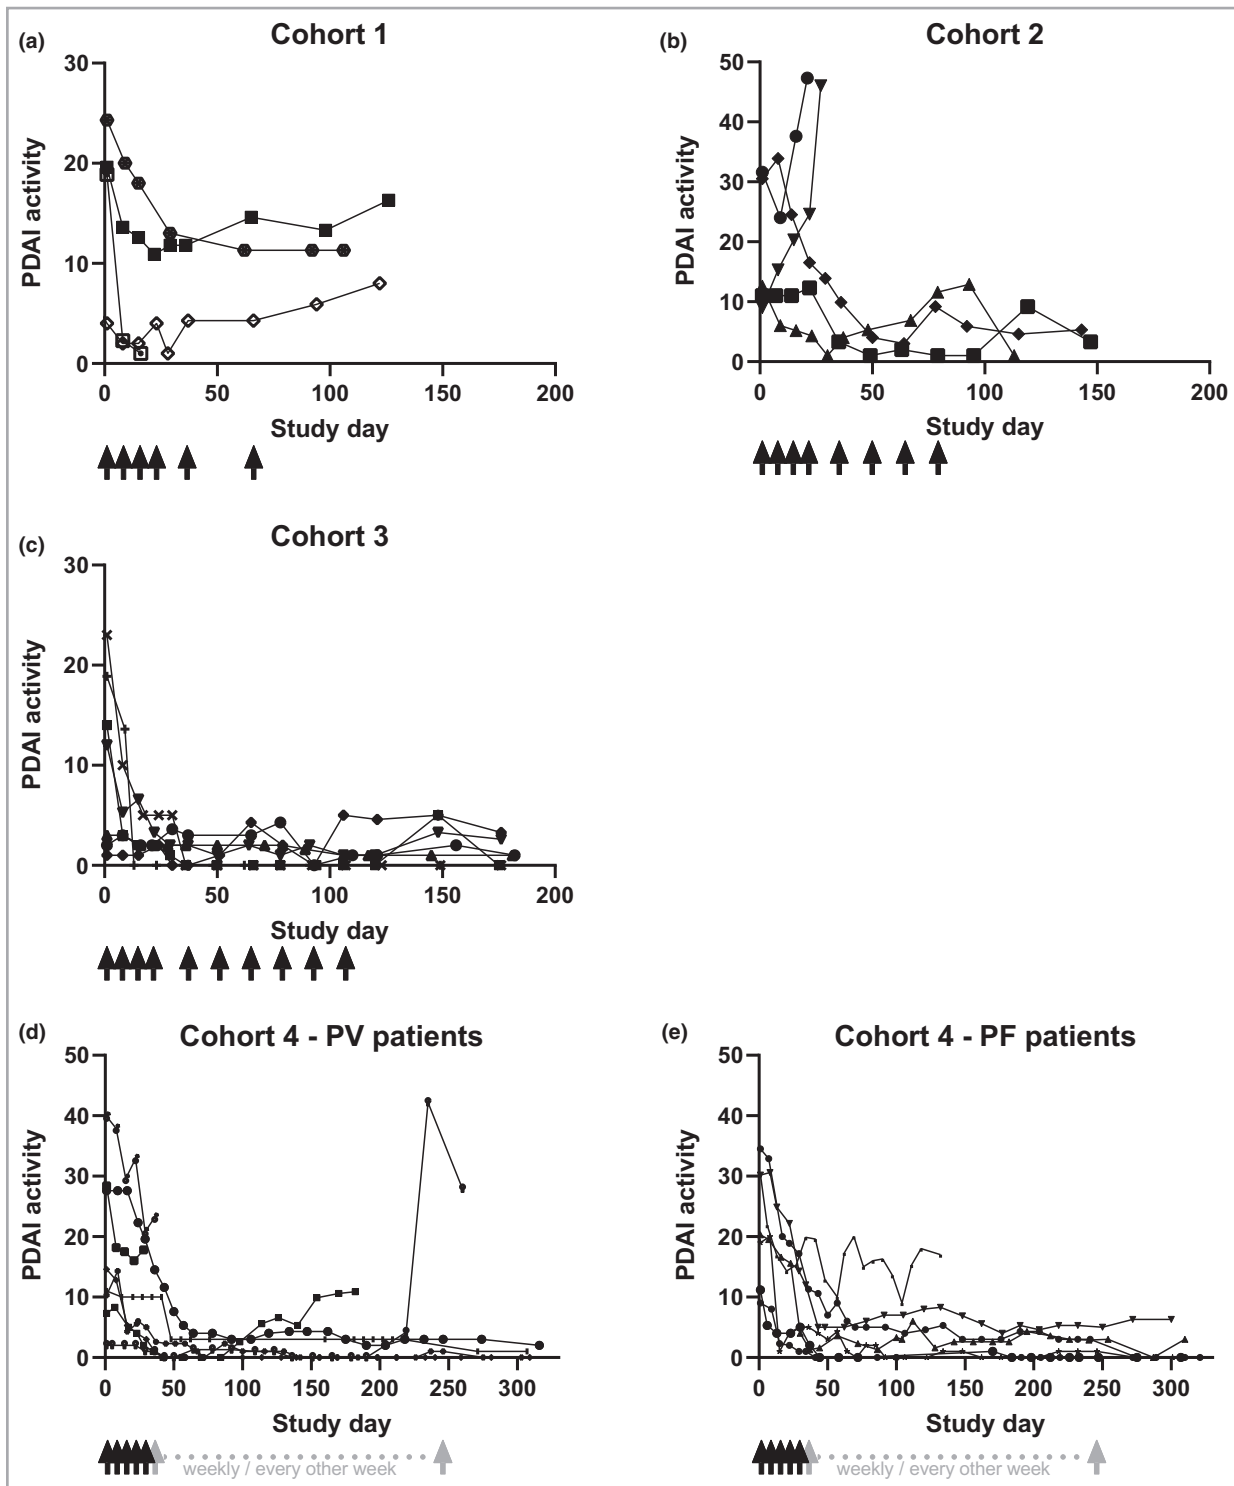 (a)
Cohort 1
30
20
10
0
PDAI activity
0 50 100 150 200
Study day
(b)
Cohort 2
50
40
30
20
10
0
PDAI activity
0 50 100 150 200
Study day
(c)
Cohort 3
30
20
10
0
PDAI activity
0 50 100 150 200
Study day
(d)
Cohort 4 - PV patients
50
40
30
20
10
0
PDAI activity
0 50 100 150 200 250 300
Study day
weekly / every other week
(e)
Cohort 4 - PF patients
50
40
30
20
10
0
PDAI activity
0 50 100 150 200 250 300
Study day
weekly / every other week